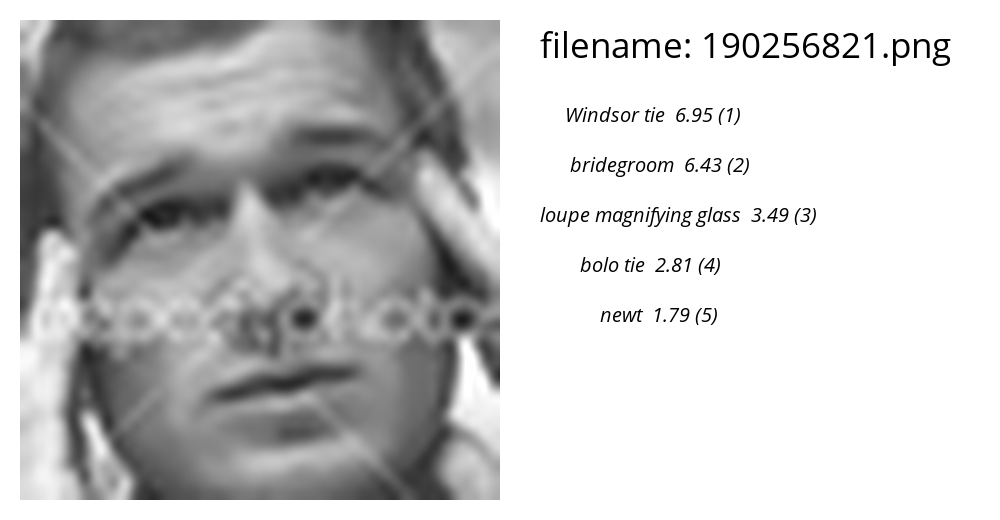 filename: 190256821.png
Windsor tie 6.95 (1)
bridegroom 6.43 (2)
loupe magnifying glass 3.49 (3)
bolo tie 2.81 (4)
newt 1.79 (5)
depositphotos